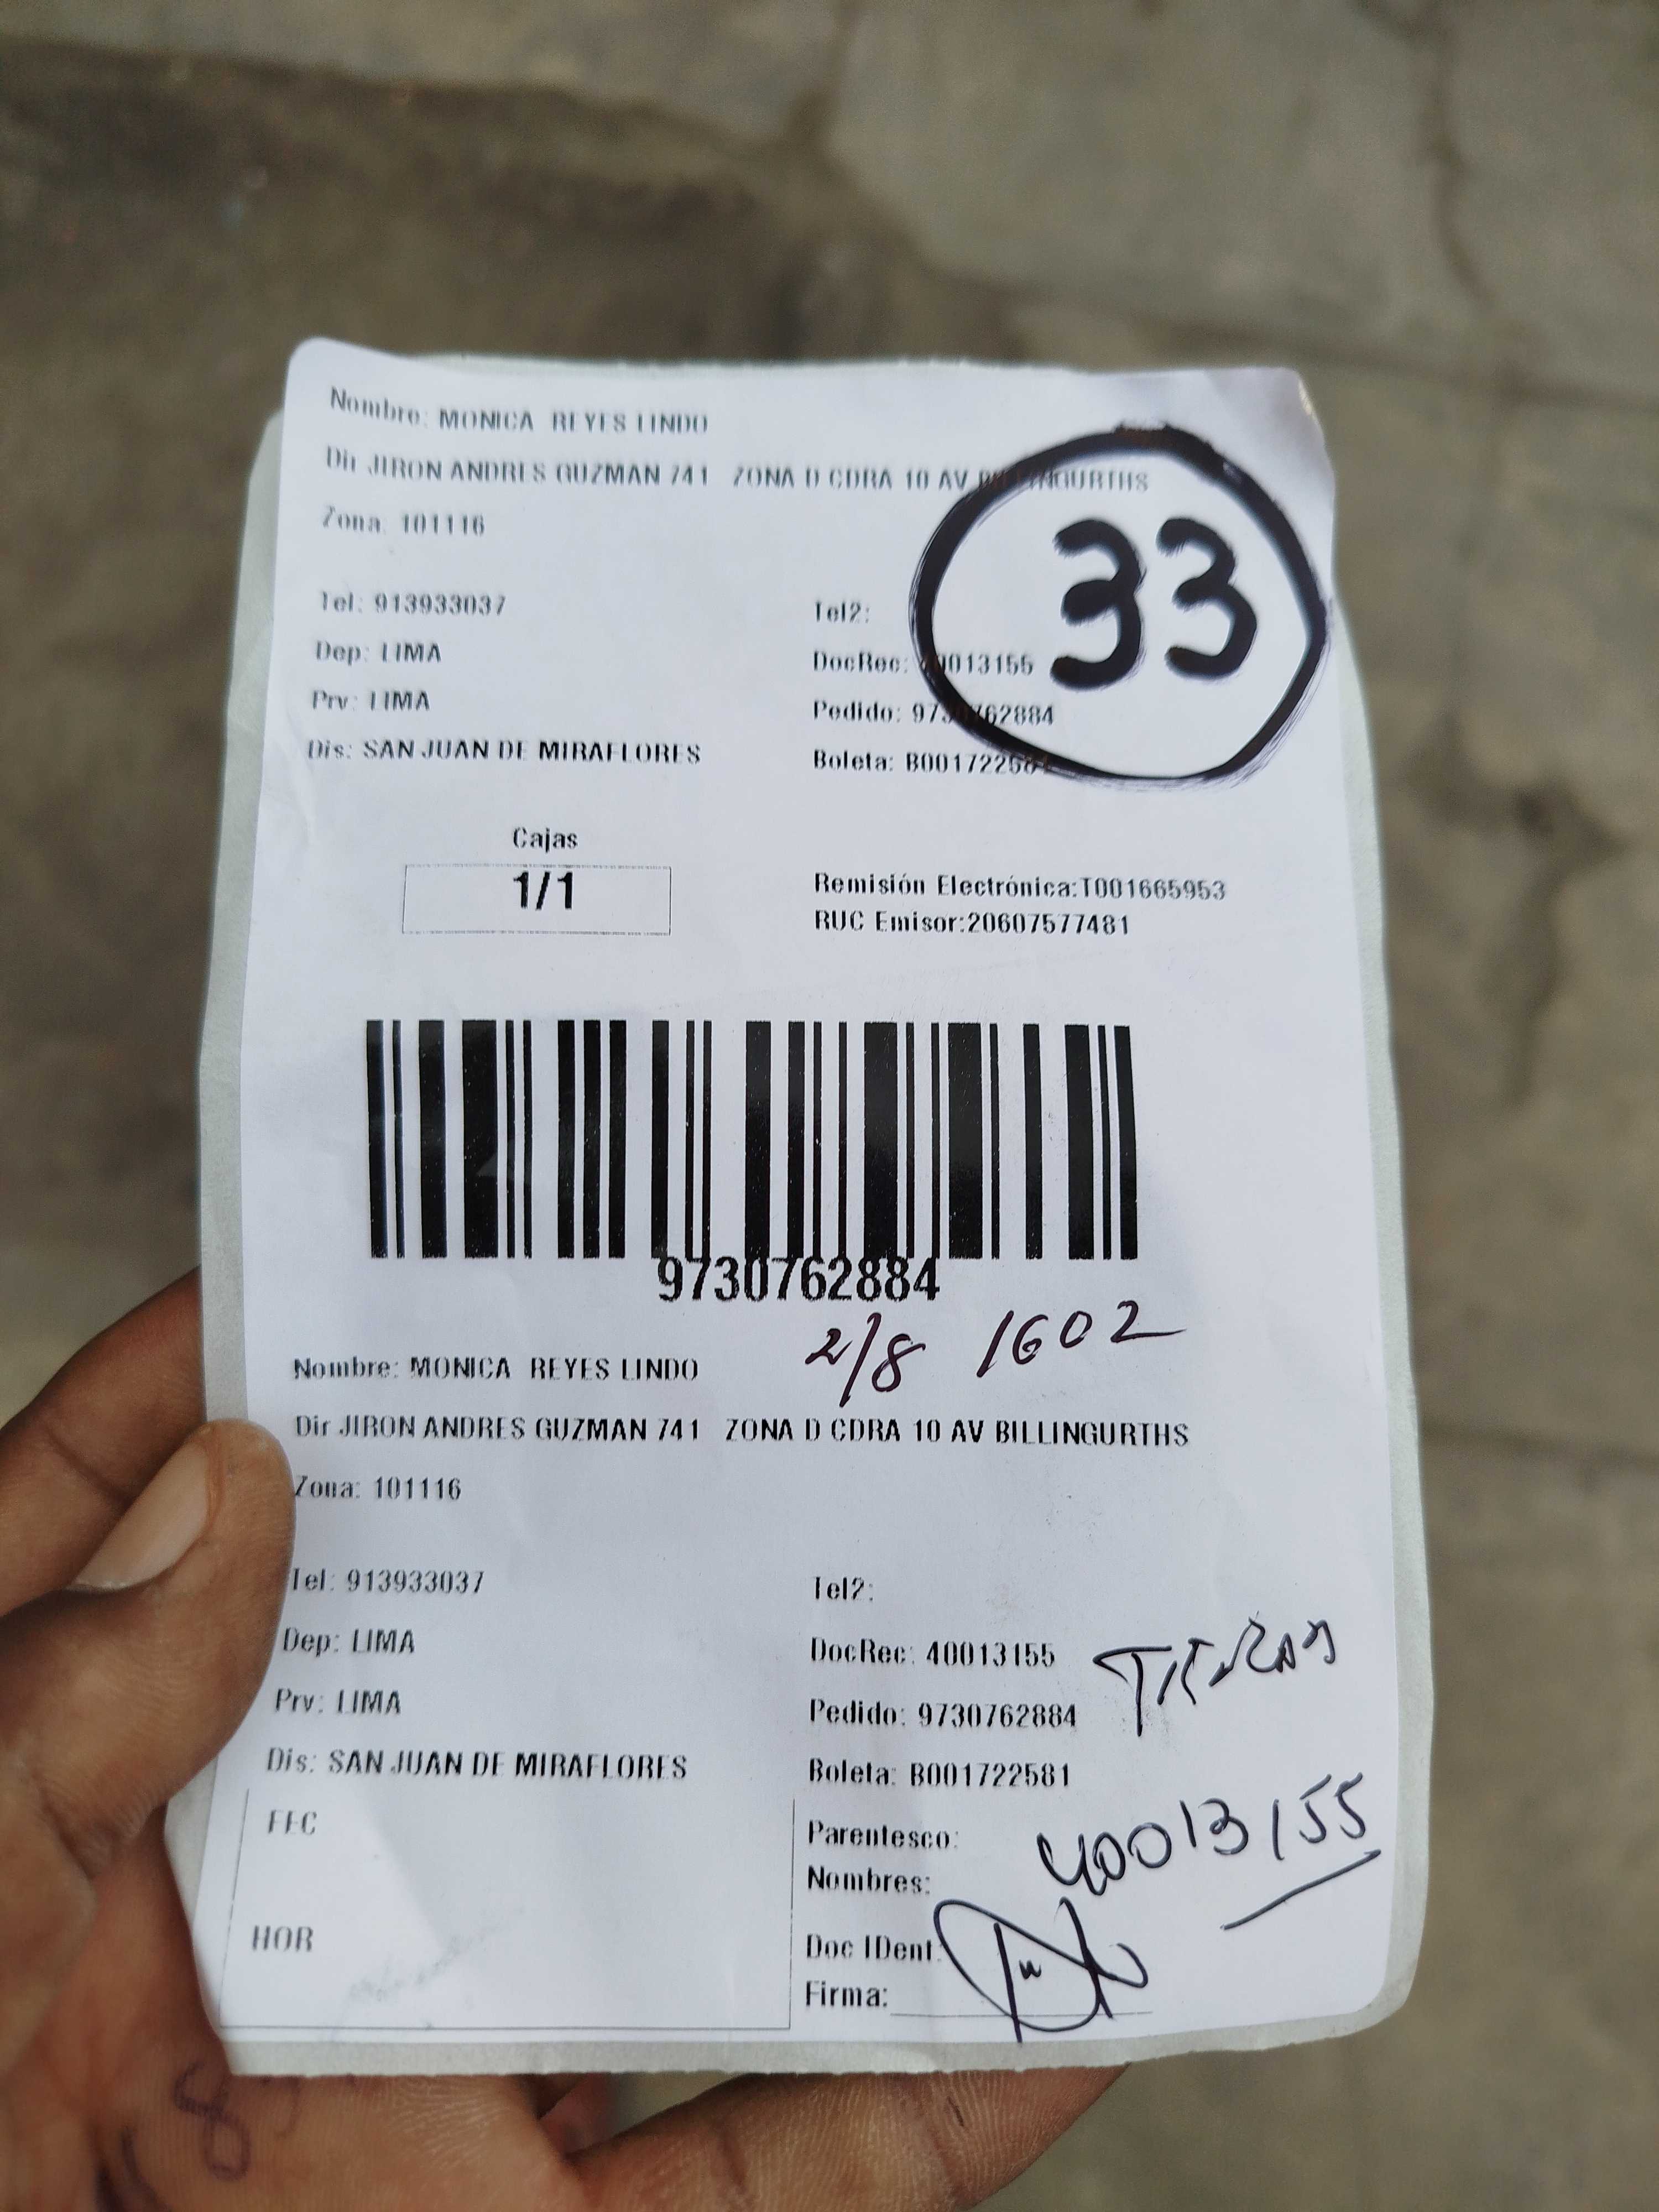 Nombre: MONICA REYES LINDO
Dir JIRON ANDRES GUZMAN 741 ZONA D CDRA 10 AV BILLINGURTHS
Zona: 101116
33
Tel: 913933037 Tel2:
Dep: LIMA DocRec: 40013155
Prv: LIMA Pedido: 9730762884
Dis: SAN JUAN DE MIRAFLORES Boleta: B001722581
Cajas
1/1
Remisión Electrónica:T001665953
RUC Emisor:20607577481
9730762884
2/8 1602
Nombre: MONICA REYES LINDO
Dir JIRON ANDRES GUZMAN 741 ZONA D CDRA 10 AV BILLINGURTHS
Zona: 101116
Tel: 913933037 Tel2:
Dep: LIMA DocRec: 40013155
Prv: LIMA Pedido: 9730762884
Dis: SAN JUAN DE MIRAFLORES Boleta: B001722581
FEC Parentesco:
40013155
Nombres:
HOR Doc IDent:
Firma: